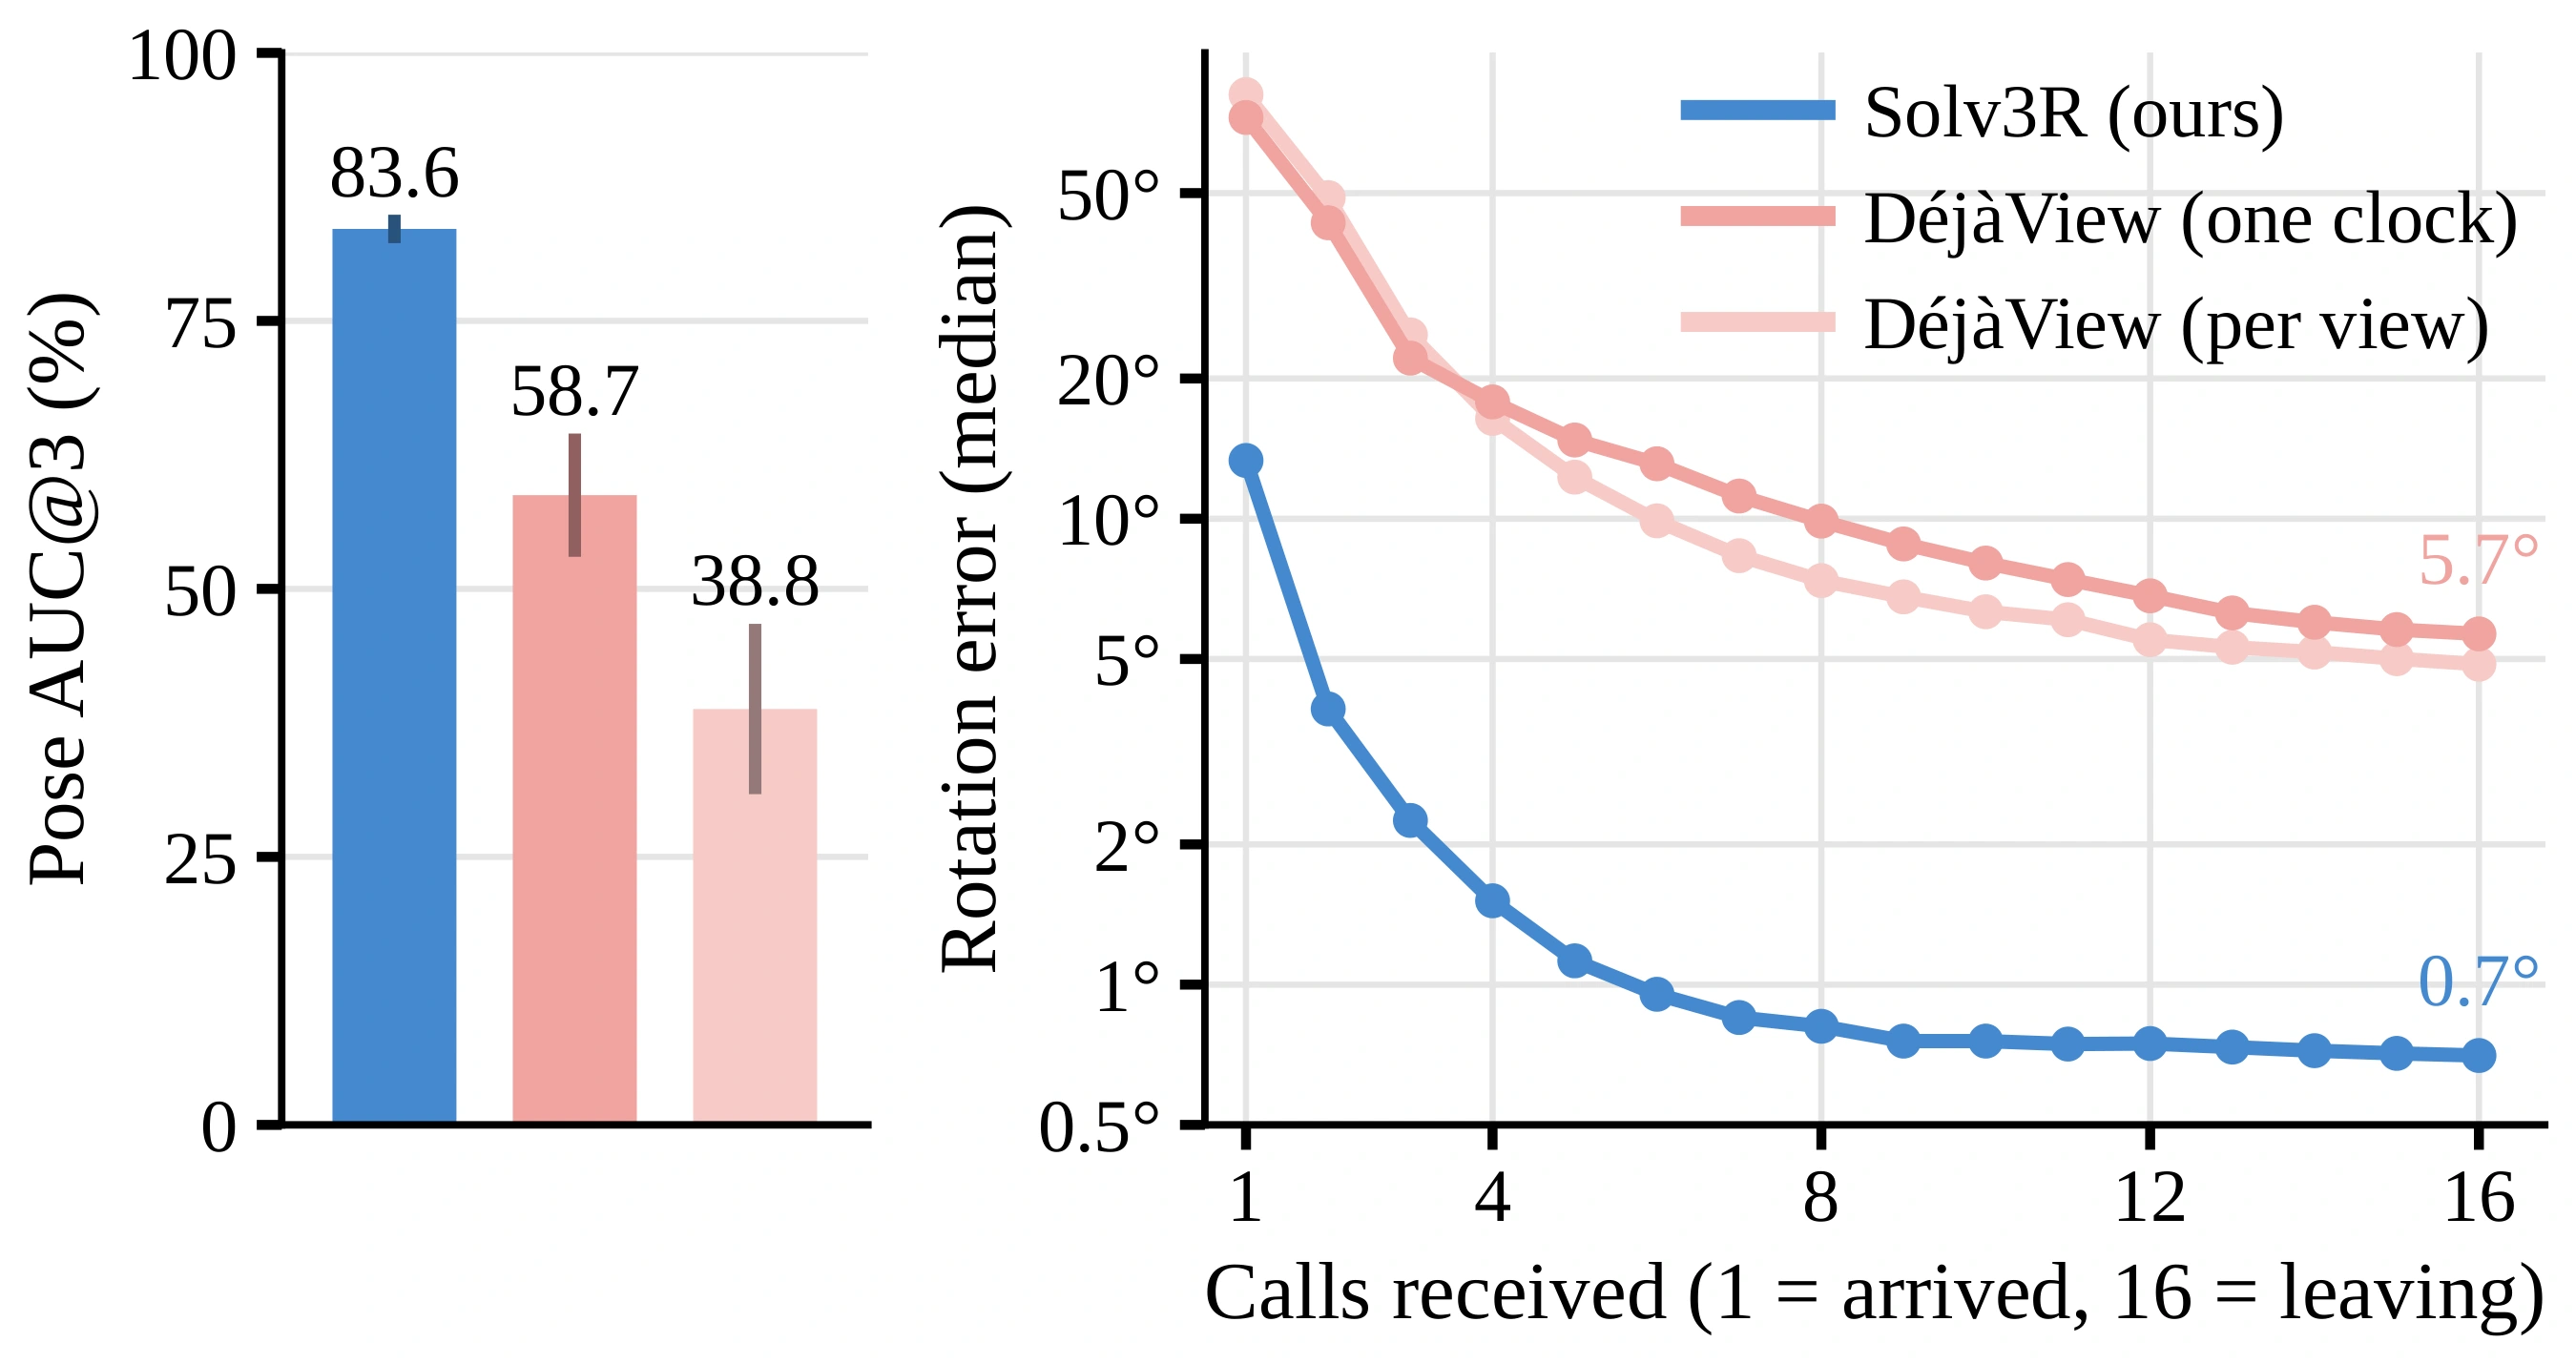 Pose AUC@3 (%)
100
75
50
25
0
83.6
58.7
38.8
Rotation error (median)
50°
20°
10°
5°
2°
1°
0.5°
Solv3R (ours)
DéjàView (one clock)
DéjàView (per view)
5.7°
0.7°
1 4 8 12 16
Calls received (1 = arrived, 16 = leaving)